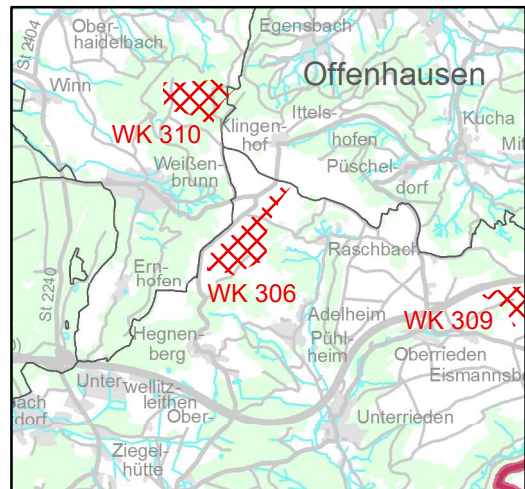 St 2404
Ober-
haidelbach
Egensbach
Offenhausen
Winn
WK 310
Klingen-
hof
Ittels-
hofen
Kucha
Weißen-
brunn
Püschel-
dorf
Ern-
hofen
WK 306
Raschbach
St 2240
Hegnen-
berg
Adelheim
Pühl-
heim
WK 309
Oberrieden
Unter-
wellitz-
leithen
Ober-
Unterrieden
dorf
Ziegel-
hütte